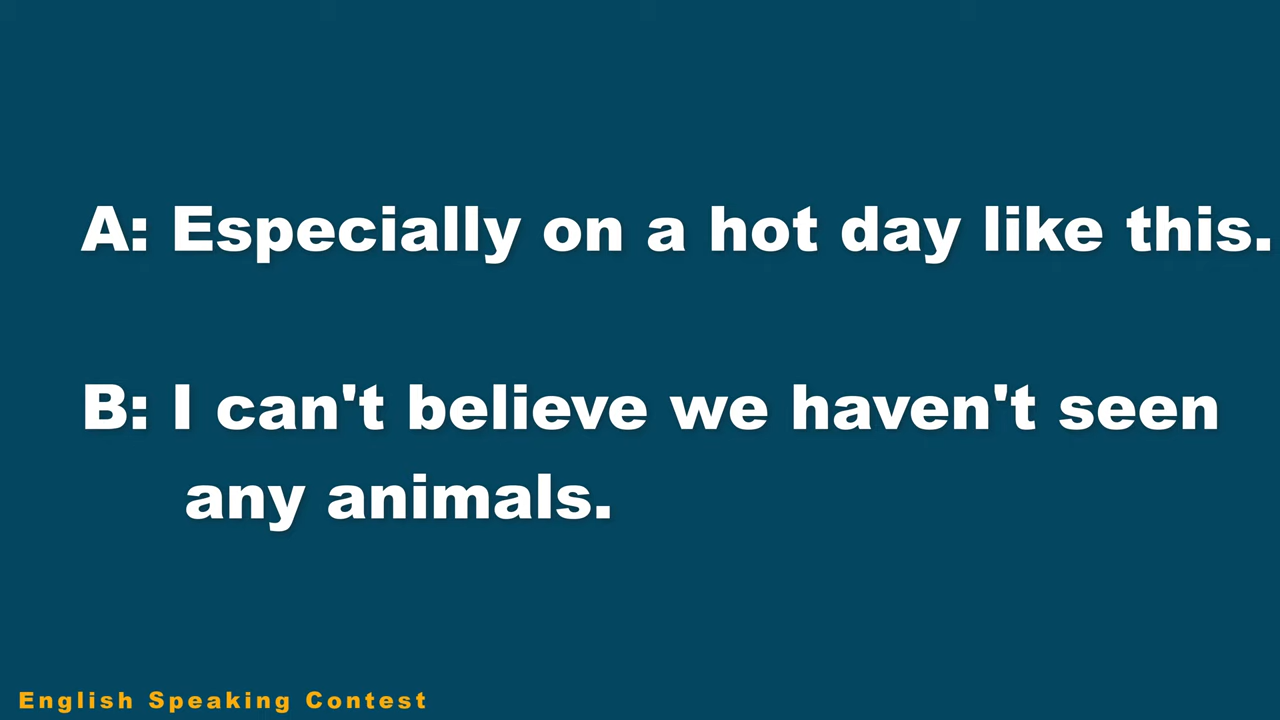 A: Especially on a hot day like this.
B: I can't believe we haven't seen
any animals.
English Speaking Contest